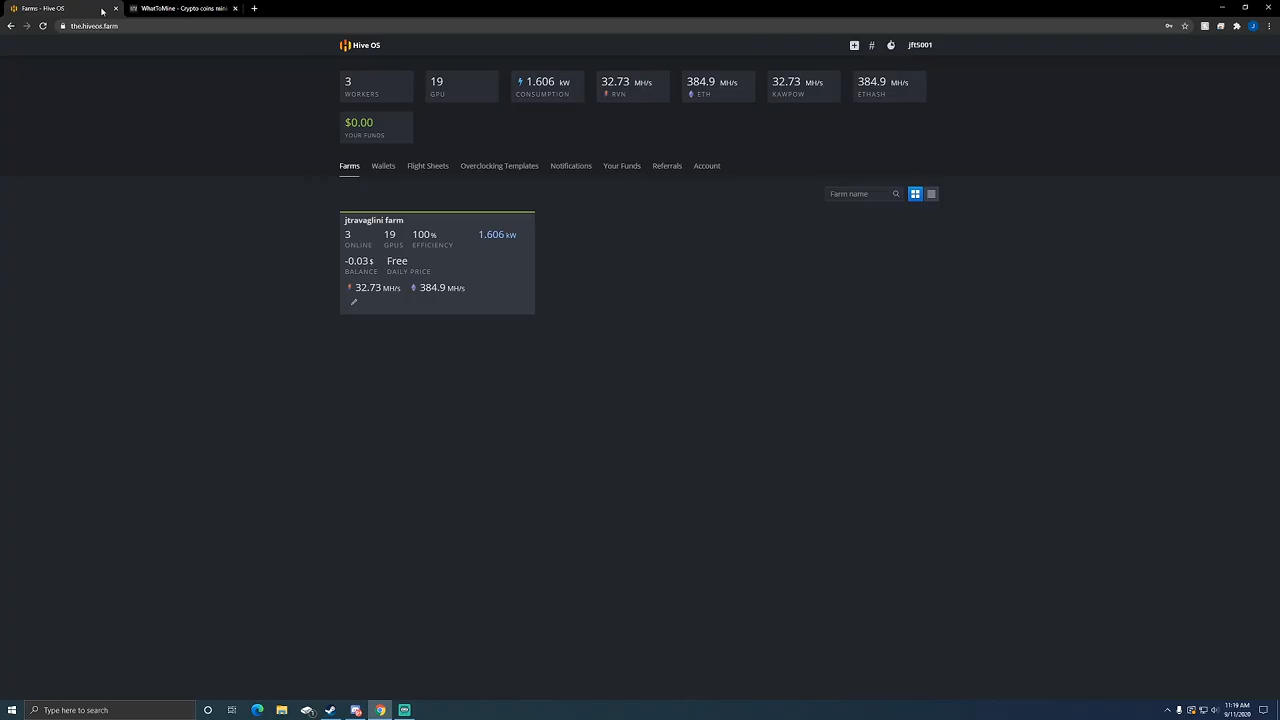 Farms - Hive OS
WhatToMine - Crypto coins mini
the.hiveos.farm
Hive OS
jft5001
3
WORKERS
19
GPU
1.606 kW
CONSUMPTION
32.73 MH/s
RVN
384.9 MH/s
ETH
32.73 MH/s
KAWPOW
384.9 MH/s
ETHASH
$0.00
YOUR FUNDS
Farms Wallets Flight Sheets Overclocking Templates Notifications Your Funds Referrals Account
Farm name
jtravaglini farm
3 19 100% 1.606 kW
ONLINE GPUS EFFICIENCY
-0.03 $ Free
BALANCE DAILY PRICE
32.73 MH/s 384.9 MH/s
Type here to search
11:19 AM
9/11/2020